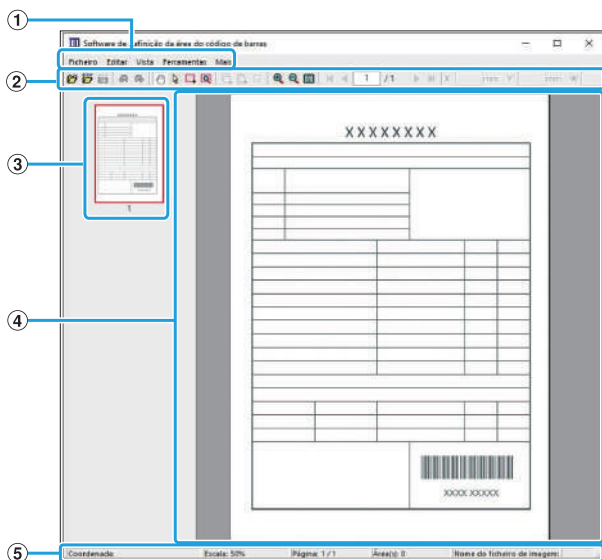 1
Software de definição da área do código de barras
Ficheiro Editar Vista Ferramentas Mais
2
1 / 1 X mm Y mm W
3
1
XXXXXXXX
4
XXXX XXXXX
5
Coordenada: Escala: 50% Página: 1 / 1 Área(s): 0 Nome do ficheiro de imagem: